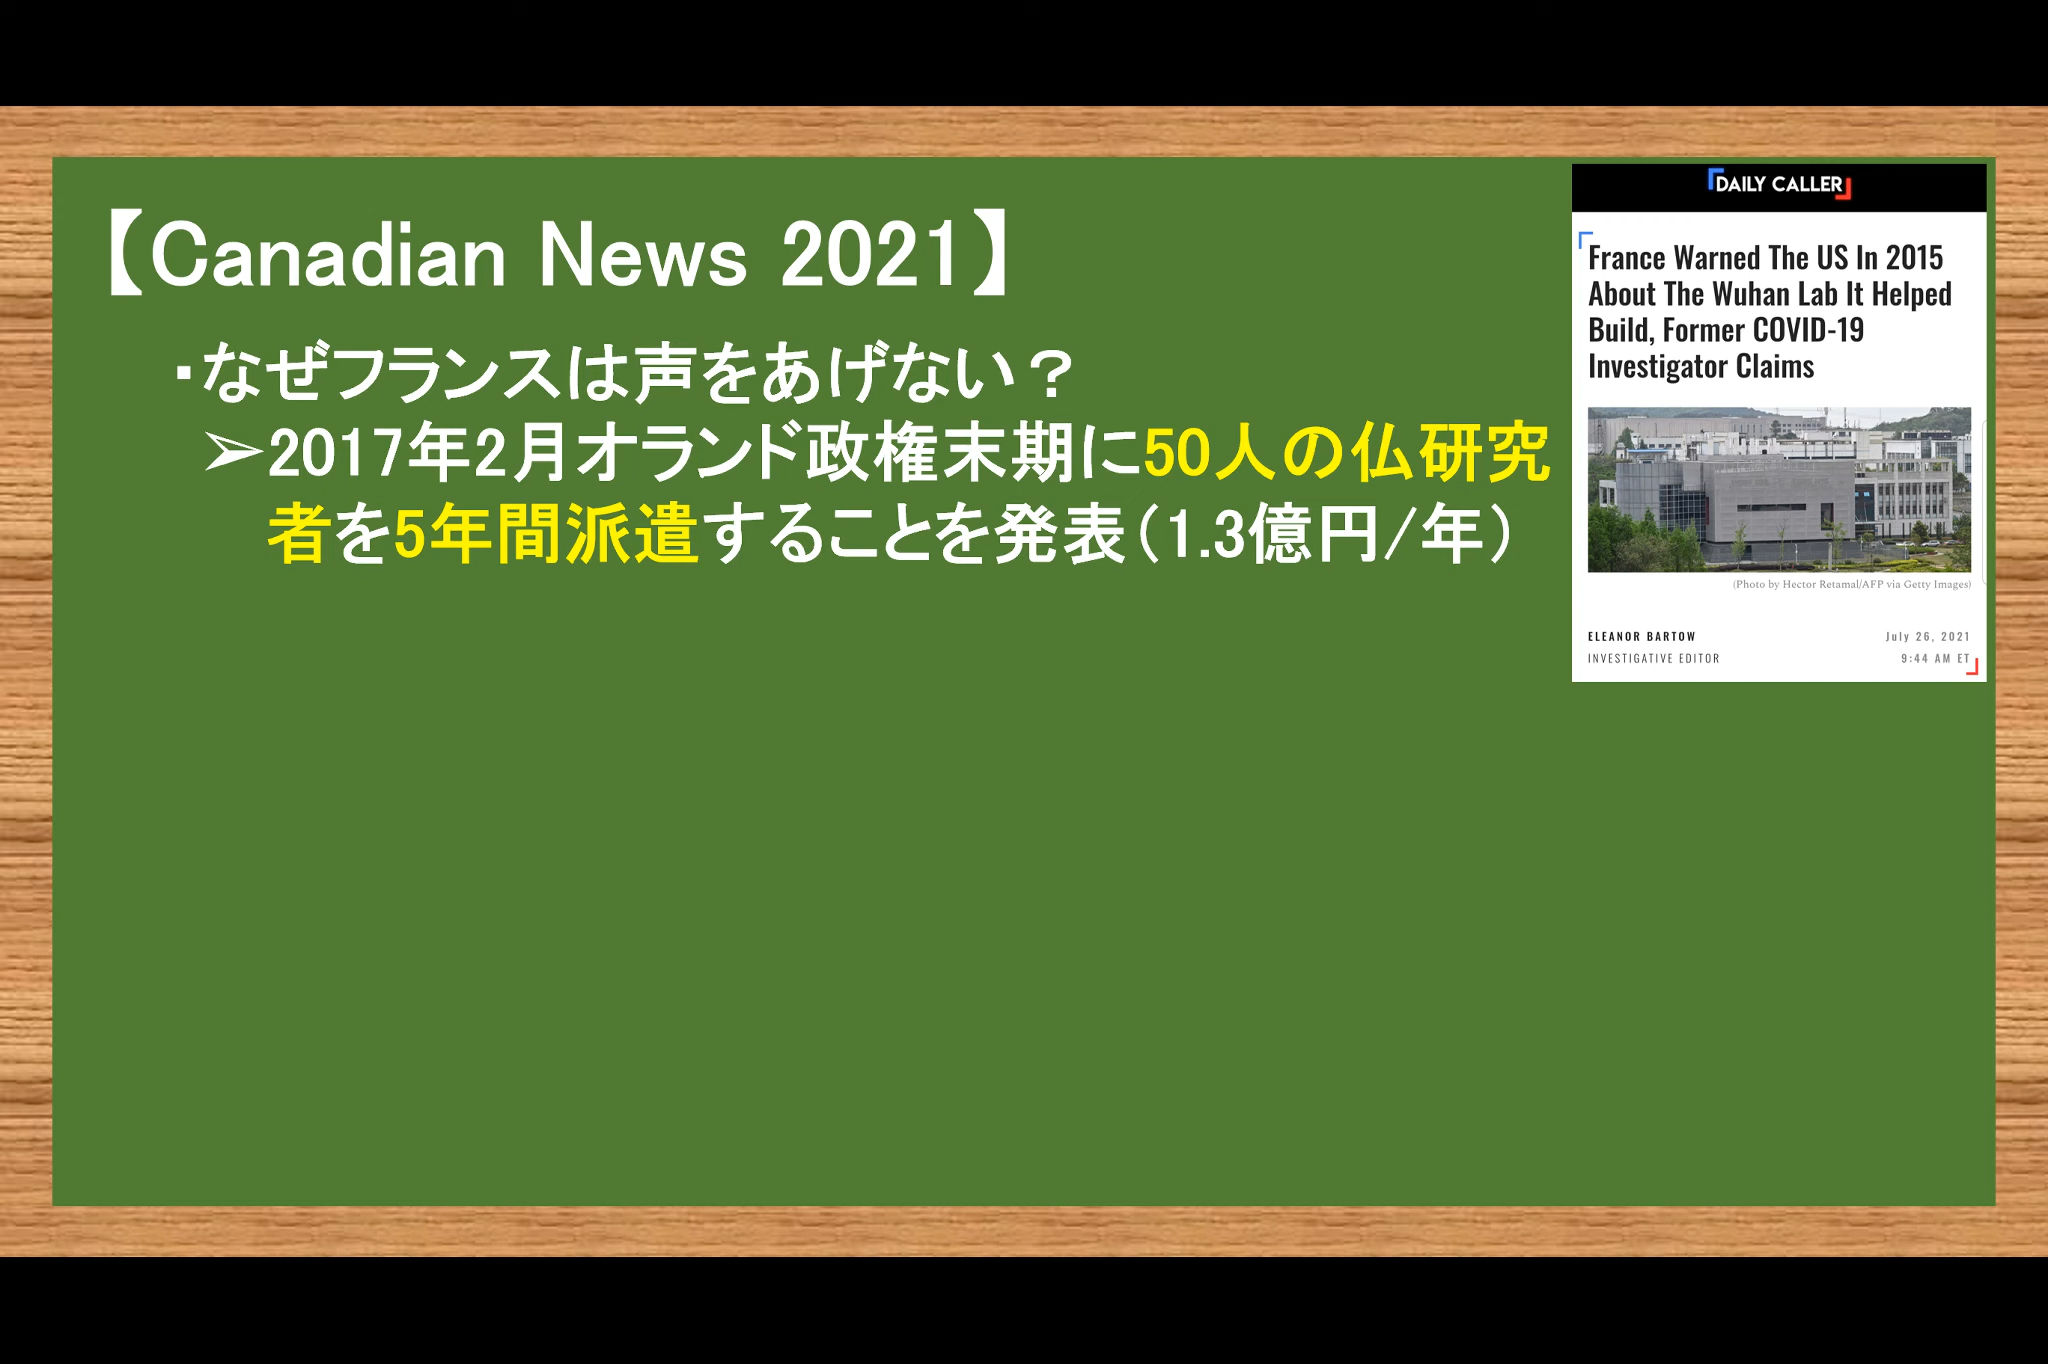 【Canadian News 2021】
・なぜフランスは声をあげない？
➢2017年2月オランド政権末期に50人の仏研究
者を5年間派遣することを発表（1.3億円/年）
DAILY CALLER
France Warned The US In 2015
About The Wuhan Lab It Helped
Build, Former COVID-19
Investigator Claims
(Photo by Hector Retamal/AFP via Getty Images)
ELEANOR BARTOW
INVESTIGATIVE EDITOR
July 26, 2021
9:44 AM ET